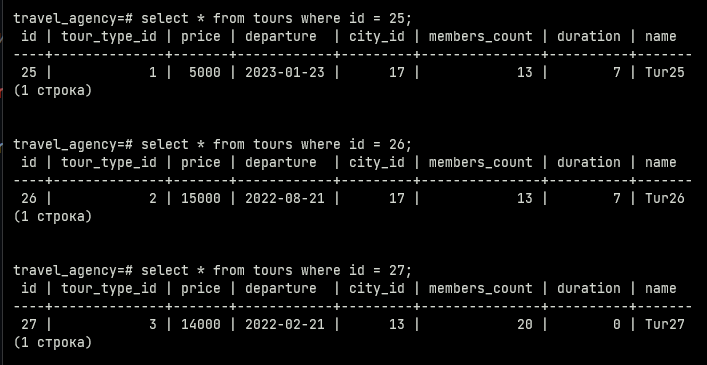 travel_agency=# select * from tours where id = 25;
 id | tour_type_id | price | departure  | city_id | members_count | duration | name
----+--------------+-------+------------+---------+---------------+----------+-------
 25 |            1 |  5000 | 2023-01-23 |      17 |            13 |        7 | Tur25
(1 строка)
travel_agency=# select * from tours where id = 26;
 id | tour_type_id | price | departure  | city_id | members_count | duration | name
----+--------------+-------+------------+---------+---------------+----------+-------
 26 |            2 | 15000 | 2022-08-21 |      17 |            13 |        7 | Tur26
(1 строка)
travel_agency=# select * from tours where id = 27;
 id | tour_type_id | price | departure  | city_id | members_count | duration | name
----+--------------+-------+------------+---------+---------------+----------+-------
 27 |            3 | 14000 | 2022-02-21 |      13 |            20 |        0 | Tur27
(1 строка)